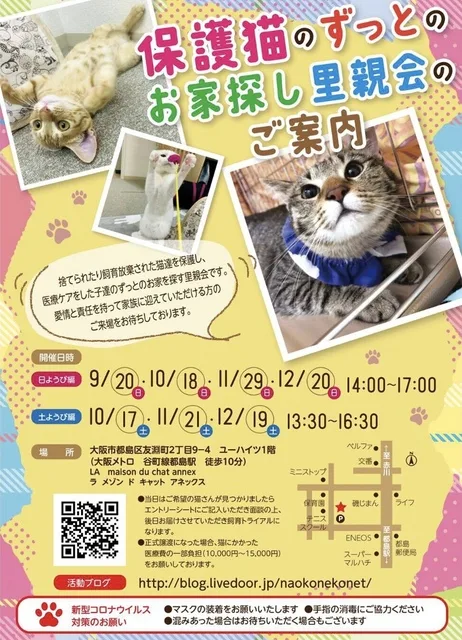 保護猫のずっとの
お家探し里親会の
ご案内
捨てられたり飼育放棄された猫達を保護し、
医療ケアをした子達のずっとのお家を探す里親会です。
愛情と責任を持って家族に迎えていただける方の
ご来場をお待ちしております。
開催日時
日ようび編 9/20日・10/18日・11/29日・12/20日 14:00~17:00
土ようび編 10/17土・11/21土・12/19土 13:30~16:30
場 所 大阪市都島区友淵町2丁目9−4 ユーハイツ1階
(大阪メトロ 谷町線都島駅 徒歩10分)
LA maison du chat annex
ラ メゾン ド キャット アネックス
●当日はご希望の猫さんが見つかりましたら
エントリーシートにご記入いただき面談の上、
後日お届けさせていただき飼育トライアルに
なります。
●正式譲渡になった場合、猫にかかった
医療費の一部負担(10,000円~15,000円)
をお願いしております。
ベルファ
交番
至赤川
ミニストップ
保育園
磯じまん
ライフ
P
テニス
スクール
ENEOS
至都島駅
都島
郵便局
スーパー
マルハチ
活動ブログ http://blog.livedoor.jp/naokonekonet/
新型コロナウイルス
対策のお願い
●マスクの装着をお願いいたします ●手指の消毒にご協力ください
●混みあった場合はお待ちいただく場合もございます